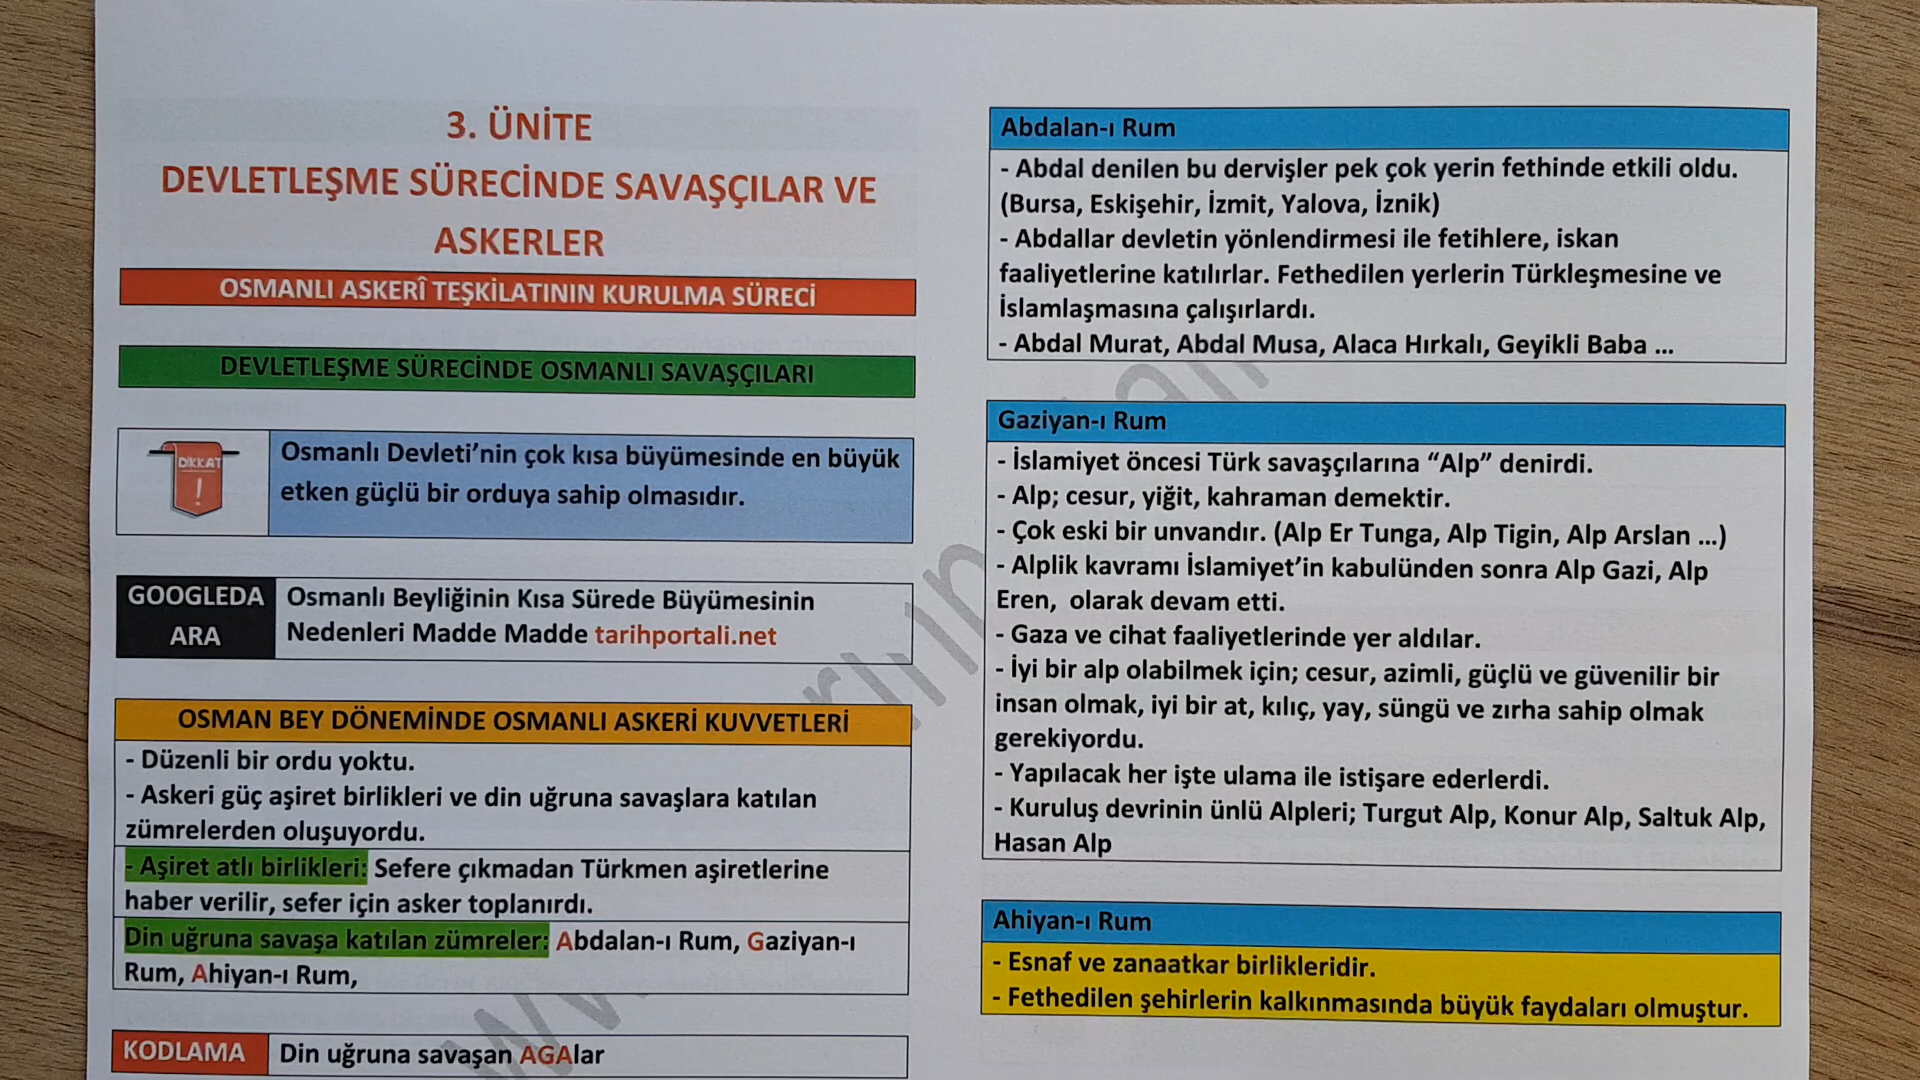 3. ÜNİTE
DEVLETLEŞME SÜRECİNDE SAVAŞÇILAR VE
ASKERLER
OSMANLI ASKERÎ TEŞKİLATININ KURULMA SÜRECİ
DEVLETLEŞME SÜRECİNDE OSMANLI SAVAŞÇILARI
DİKKAT
!
Osmanlı Devleti’nin çok kısa büyümesinde en büyük
etken güçlü bir orduya sahip olmasıdır.
GOOGLEDA
ARA
Osmanlı Beyliğinin Kısa Sürede Büyümesinin
Nedenleri Madde Madde tarihportali.net
OSMAN BEY DÖNEMİNDE OSMANLI ASKERİ KUVVETLERİ
- Düzenli bir ordu yoktu.
- Askeri güç aşiret birlikleri ve din uğruna savaşlara katılan
zümrelerden oluşuyordu.
- Aşiret atlı birlikleri: Sefere çıkmadan Türkmen aşiretlerine
haber verilir, sefer için asker toplanırdı.
Din uğruna savaşa katılan zümreler: Abdalan-ı Rum, Gaziyan-ı
Rum, Ahiyan-ı Rum,
KODLAMA
Din uğruna savaşan AGAlar
Abdalan-ı Rum
- Abdal denilen bu dervişler pek çok yerin fethinde etkili oldu.
(Bursa, Eskişehir, İzmit, Yalova, İznik)
- Abdallar devletin yönlendirmesi ile fetihlere, iskan
faaliyetlerine katılırlar. Fethedilen yerlerin Türkleşmesine ve
İslamlaşmasına çalışırlardı.
- Abdal Murat, Abdal Musa, Alaca Hırkalı, Geyikli Baba ...
Gaziyan-ı Rum
- İslamiyet öncesi Türk savaşçılarına “Alp” denirdi.
- Alp; cesur, yiğit, kahraman demektir.
- Çok eski bir unvandır. (Alp Er Tunga, Alp Tigin, Alp Arslan ...)
- Alplik kavramı İslamiyet’in kabulünden sonra Alp Gazi, Alp
Eren, olarak devam etti.
- Gaza ve cihat faaliyetlerinde yer aldılar.
- İyi bir alp olabilmek için; cesur, azimli, güçlü ve güvenilir bir
insan olmak, iyi bir at, kılıç, yay, süngü ve zırha sahip olmak
gerekiyordu.
- Yapılacak her işte ulama ile istişare ederlerdi.
- Kuruluş devrinin ünlü Alpleri; Turgut Alp, Konur Alp, Saltuk Alp,
Hasan Alp
Ahiyan-ı Rum
- Esnaf ve zanaatkar birlikleridir.
- Fethedilen şehirlerin kalkınmasında büyük faydaları olmuştur.